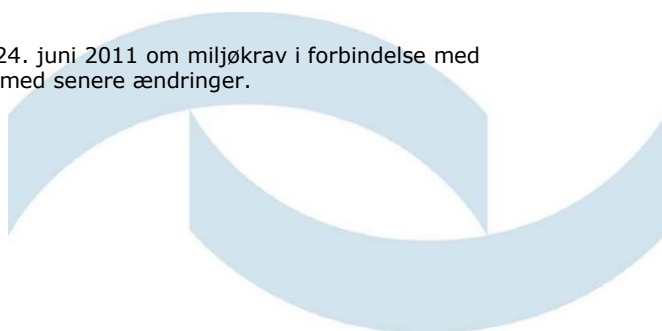 24. juni 2011 om miljøkrav i forbindelse med
med senere ændringer.